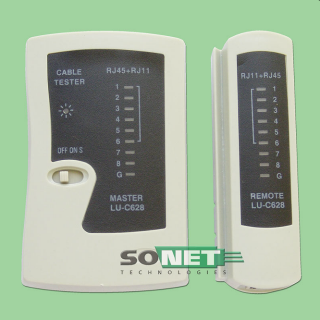 CABLE
TESTER
RJ45+RJ11
1
2
3
4
5
6
7
8
G
OFF ON S
MASTER
LU-C628
RJ11+RJ45
1
2
3
4
5
6
7
8
G
REMOTE
LU-C628
SONET
TECHNOLOGIES